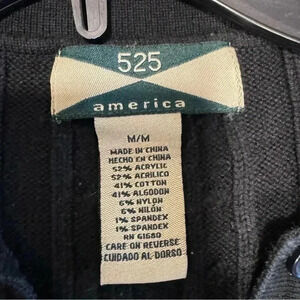 525
america
M/M
MADE IN CHINA
HECHO EN CHINA
52% ACRYLIC
52% ACRILICO
41% COTTON
41% ALGODON
6% NYLON
6% NILON
1% SPANDEX
1% SPANDEX
RN 61680
CARE ON REVERSE
CUIDADO AL DORSO